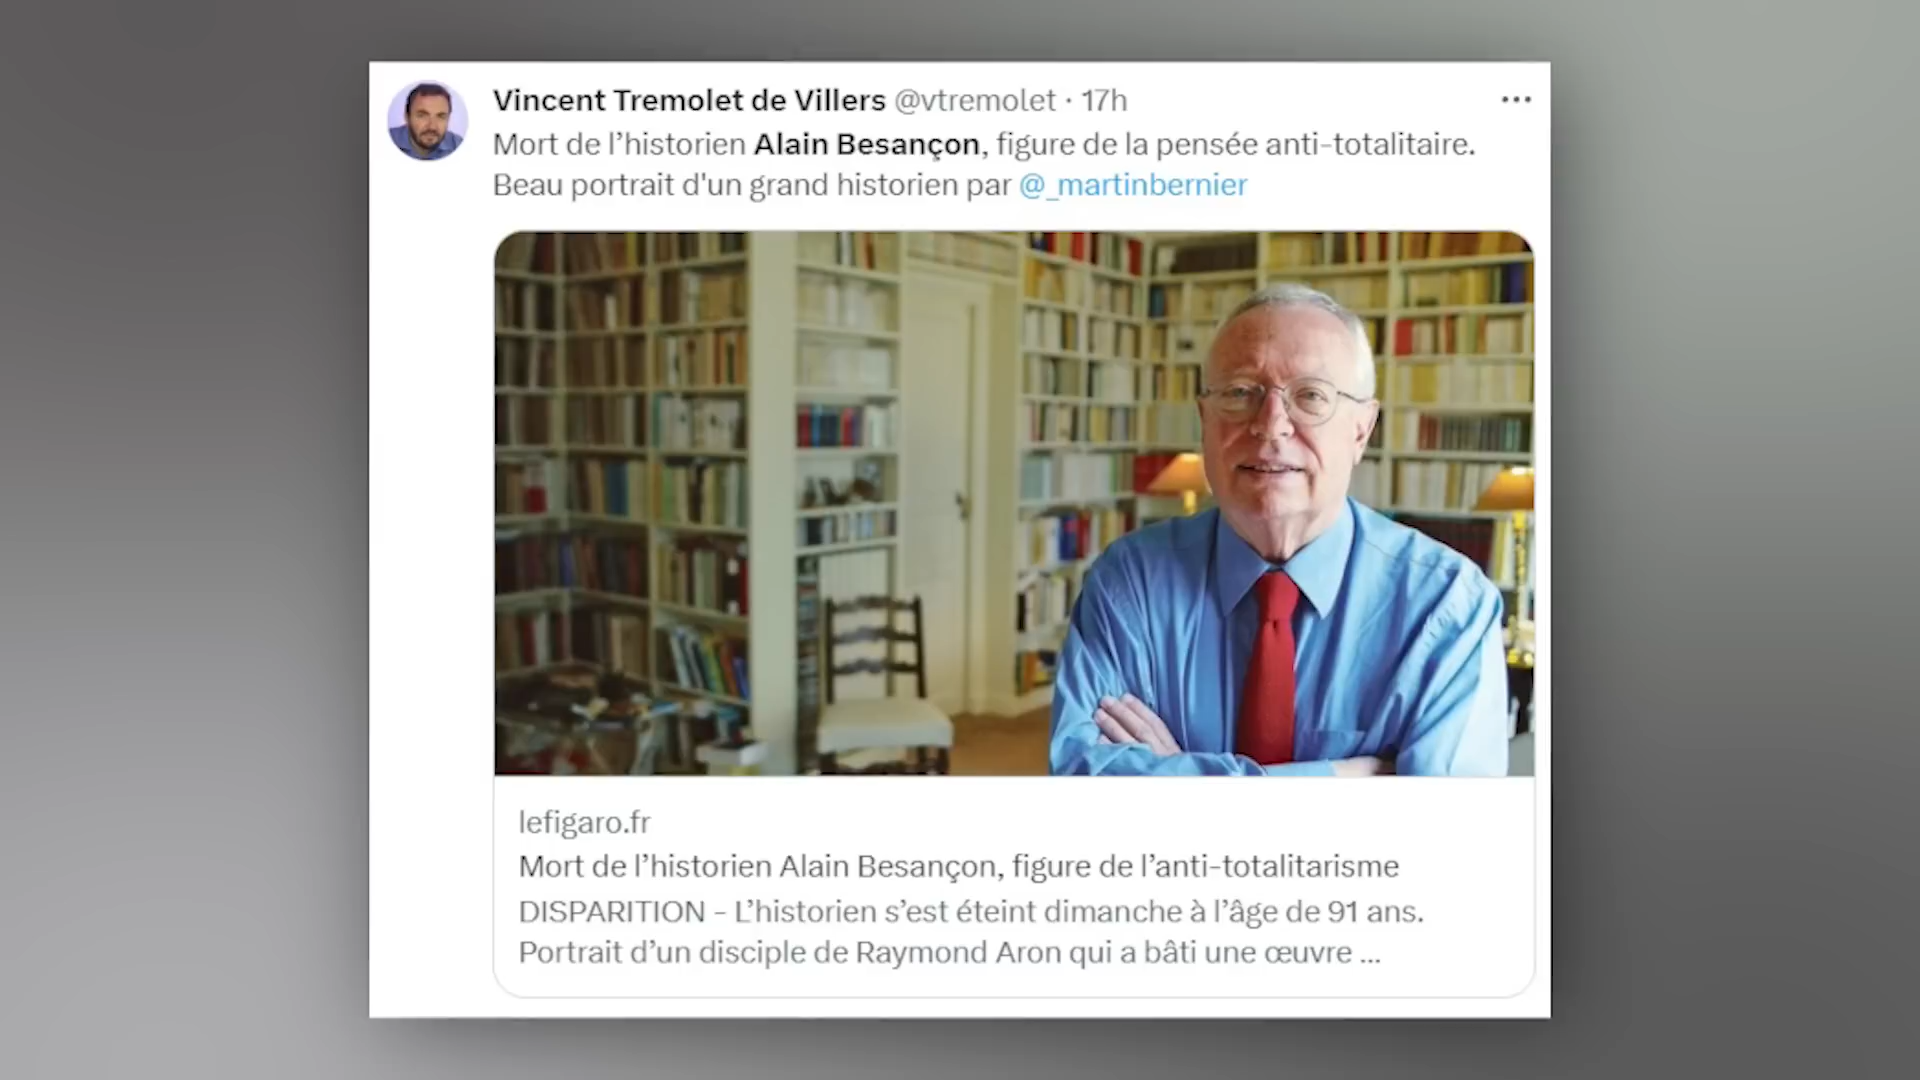 Vincent Tremolet de Villers @vtremolet · 17h
Mort de l’historien Alain Besançon, figure de la pensée anti-totalitaire.
Beau portrait d'un grand historien par @_martinbernier
lefigaro.fr
Mort de l’historien Alain Besançon, figure de l’anti-totalitarisme
DISPARITION - L’historien s’est éteint dimanche à l’âge de 91 ans.
Portrait d’un disciple de Raymond Aron qui a bâti une œuvre ...